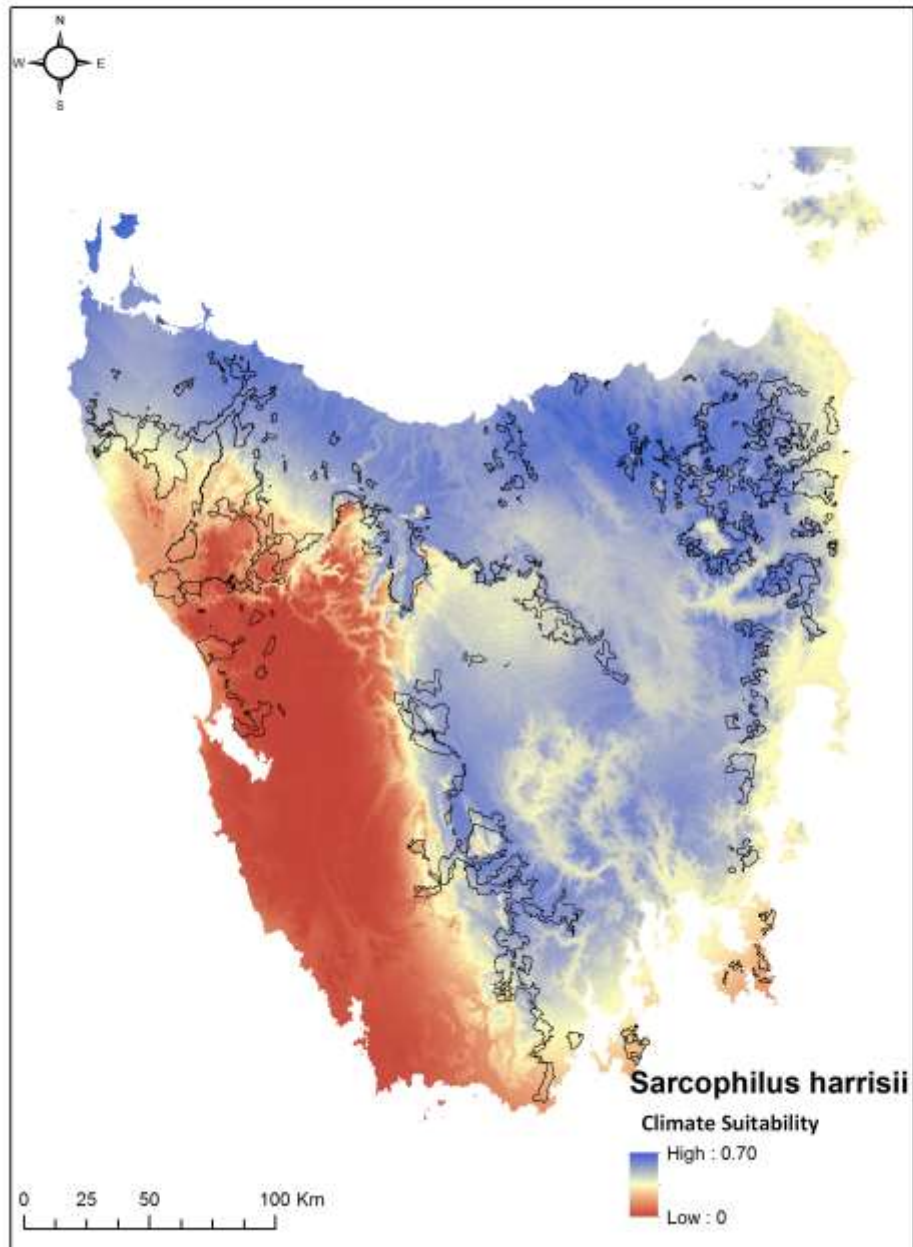 N
W E
S
Sarcophilus harrisii
Climate Suitability
High : 0.70
Low : 0
0 25 50 100 Km